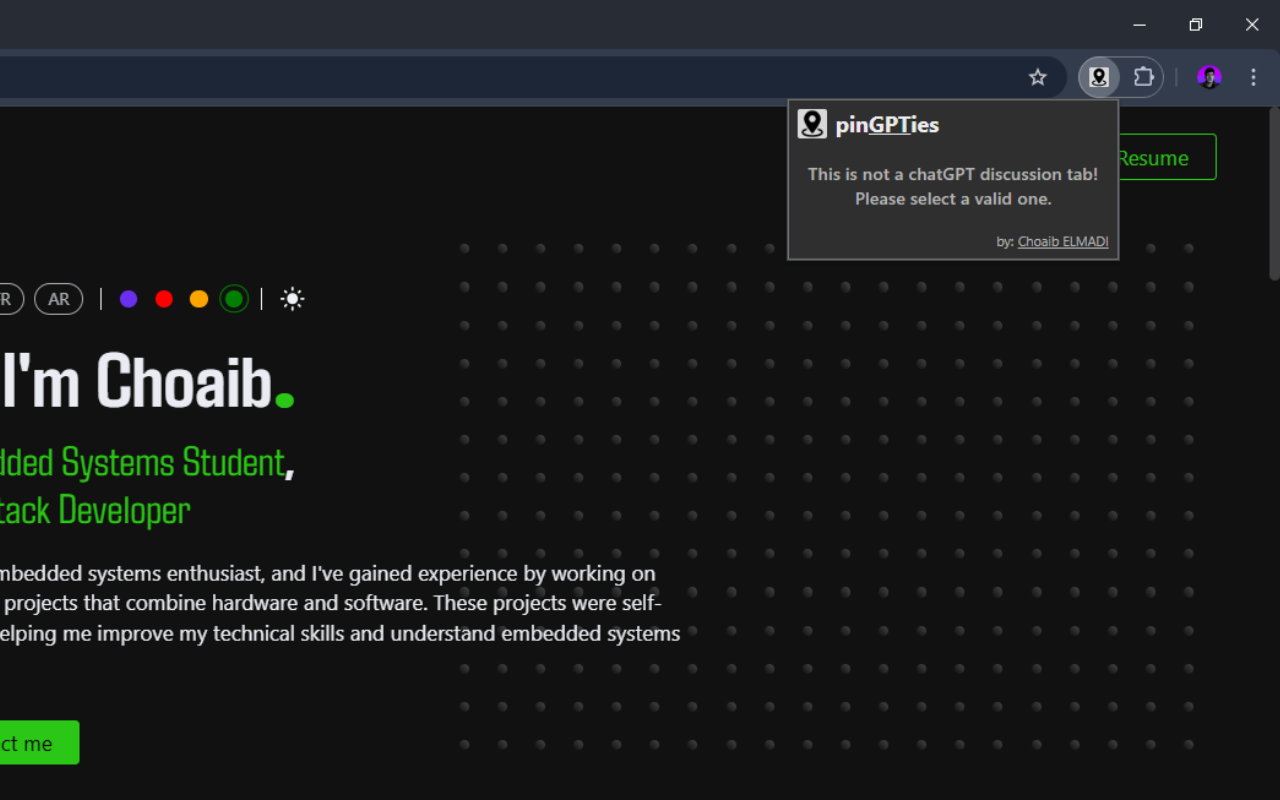 pinGPTies
This is not a chatGPT discussion tab!
Please select a valid one.
by: Choaib ELMADI
Resume
R
AR
I'm Choaib.
dded Systems Student,
tack Developer
mbedded systems enthusiast, and I've gained experience by working on
projects that combine hardware and software. These projects were self-
elping me improve my technical skills and understand embedded systems
ct me